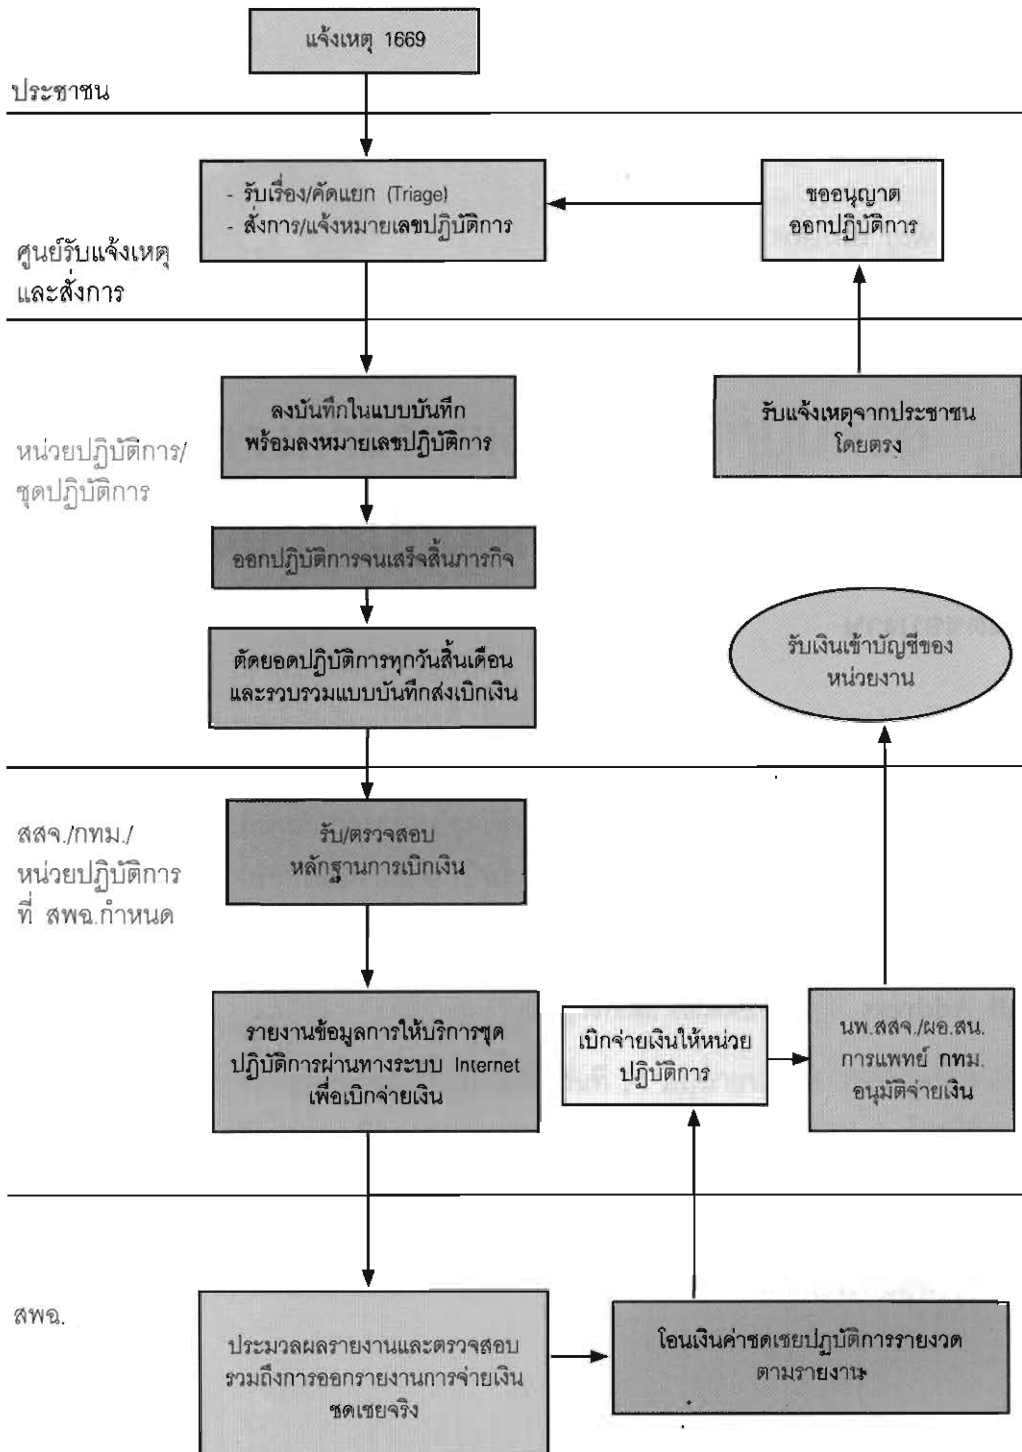 แจ้งเหตุ 1669
ประชาชน
- รับเรื่อง/คัดแยก (Triage)
- สั่งการ/แจ้งหมายเลขปฏิบัติการ
ขออนุญาต
ออกปฏิบัติการ
ศูนย์รับแจ้งเหตุ
และสั่งการ
ลงบันทึกในแบบบันทึก
พร้อมลงหมายเลขปฏิบัติการ
รับแจ้งเหตุจากประชาชน
โดยตรง
หน่วยปฏิบัติการ/
ชุดปฏิบัติการ
ออกปฏิบัติการจนเสร็จสิ้นภารกิจ
ตัดยอดปฏิบัติการทุกวันสิ้นเดือน
และรวบรวมแบบบันทึกส่งเบิกเงิน
รับเงินเข้าบัญชีของ
หน่วยงาน
สสจ./กทม./
หน่วยปฏิบัติการ
ที่ สพฉ.กำหนด
รับ/ตรวจสอบ
หลักฐานการเบิกเงิน
รายงานข้อมูลการให้บริการชุด
ปฏิบัติการผ่านทางระบบ Internet
เพื่อเบิกจ่ายเงิน
เบิกจ่ายเงินให้หน่วย
ปฏิบัติการ
นพ.สสจ./ผอ.สน.
การแพทย์ กทม.
อนุมัติจ่ายเงิน
สพฉ.
ประมวลผลรายงานและตรวจสอบ
รวมถึงการออกรายงานการจ่ายเงิน
ชดเชยจริง
โอนเงินค่าชดเชยปฏิบัติการรายงวด
ตามรายงาน